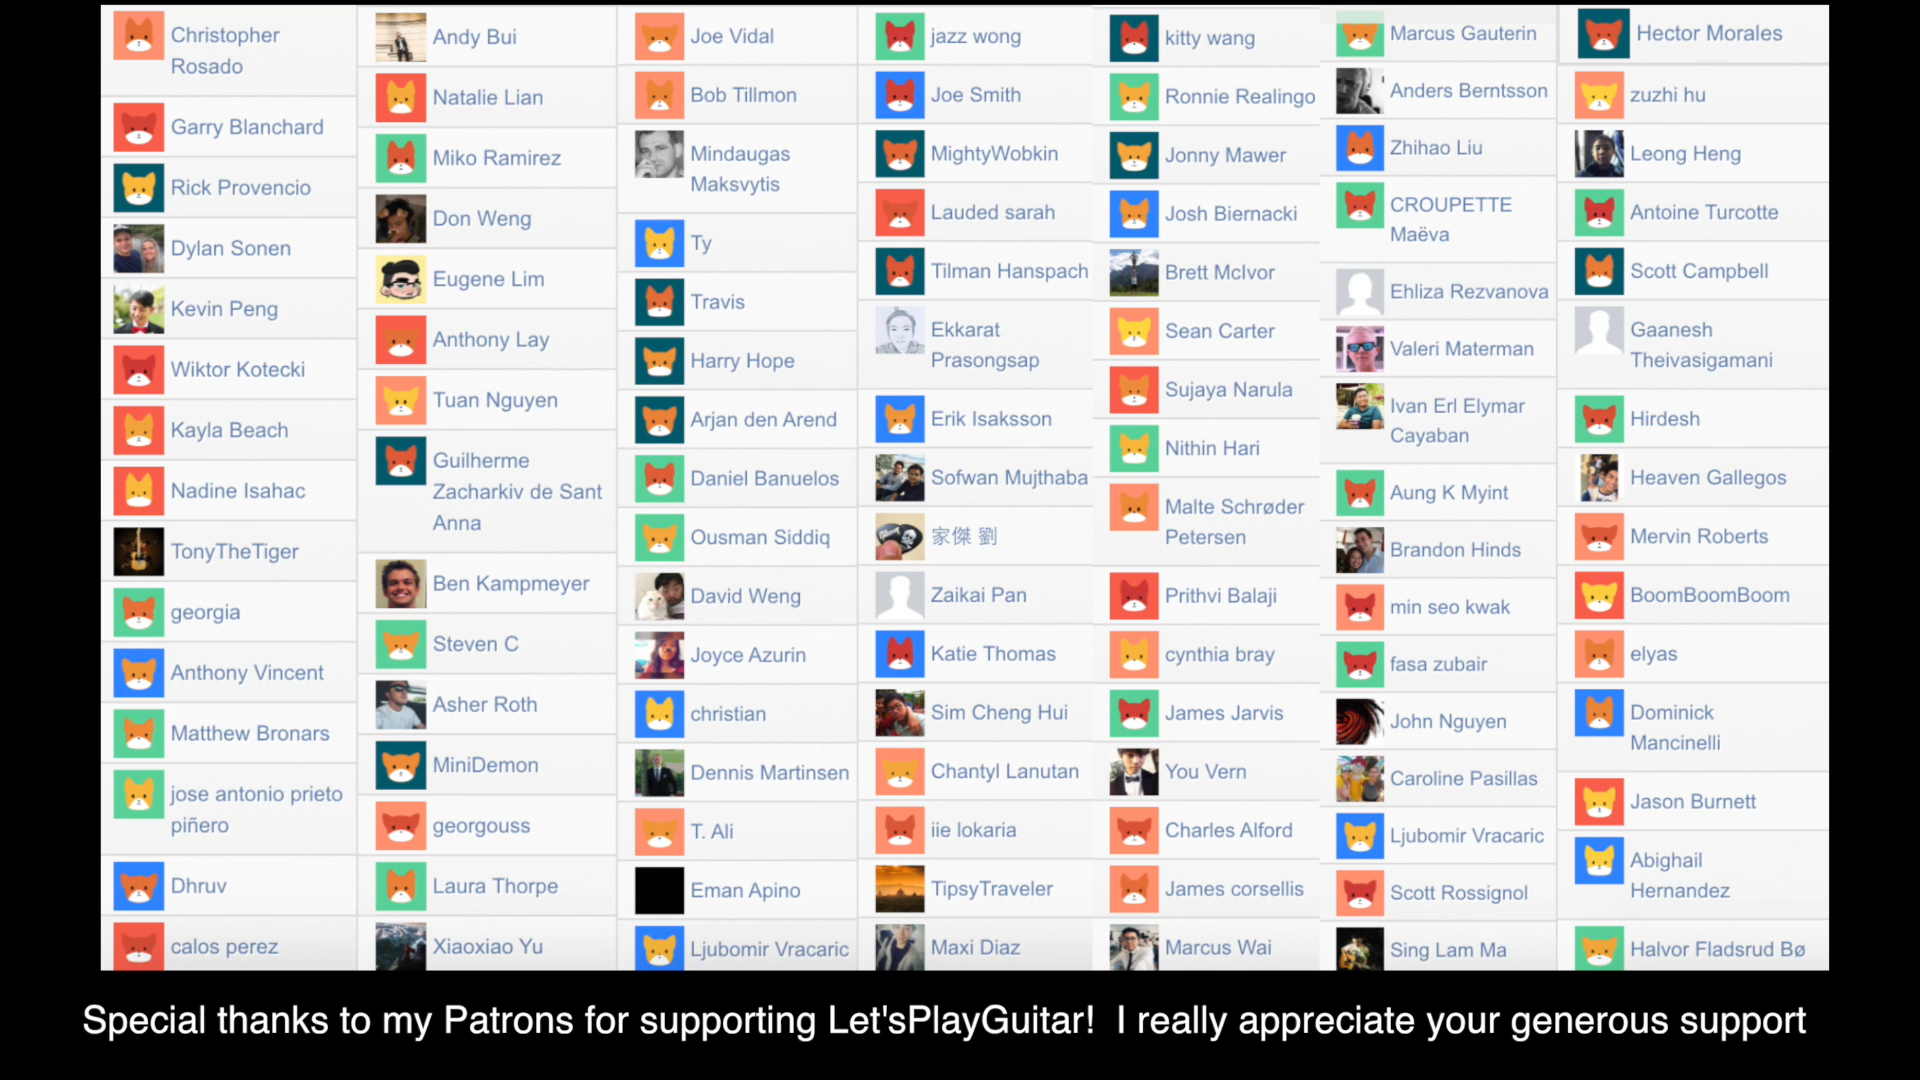 Christopher
Rosado
Garry Blanchard
Rick Provencio
Dylan Sonen
Kevin Peng
Wiktor Kotecki
Kayla Beach
Nadine Isahac
TonyTheTiger
georgia
Anthony Vincent
Matthew Bronars
jose antonio prieto
piñero
Dhruv
calos perez
Andy Bui
Natalie Lian
Miko Ramirez
Don Weng
Eugene Lim
Anthony Lay
Tuan Nguyen
Guilherme
Zacharkiv de Sant
Anna
Ben Kampmeyer
Steven C
Asher Roth
MiniDemon
georgouss
Laura Thorpe
Xiaoxiao Yu
Joe Vidal
Bob Tillmon
Mindaugas
Maksvytis
Ty
Travis
Harry Hope
Arjan den Arend
Daniel Banuelos
Ousman Siddiq
David Weng
Joyce Azurin
christian
Dennis Martinsen
T. Ali
Eman Apino
Ljubomir Vracaric
jazz wong
Joe Smith
MightyWobkin
Lauded sarah
Tilman Hanspach
Ekkarat
Prasongsap
Erik Isaksson
Sofwan Mujthaba
家傑 劉
Zaikai Pan
Katie Thomas
Sim Cheng Hui
Chantyl Lanutan
iie lokaria
TipsyTraveler
Maxi Diaz
kitty wang
Ronnie Realingo
Jonny Mawer
Josh Biernacki
Brett McIvor
Sean Carter
Sujaya Narula
Nithin Hari
Malte Schrøder
Petersen
Prithvi Balaji
cynthia bray
James Jarvis
You Vern
Charles Alford
James corsellis
Marcus Wai
Marcus Gauterin
Anders Berntsson
Zhihao Liu
CROUPETTE
Maëva
Ehliza Rezvanova
Valeri Materman
Ivan Erl Elymar
Cayaban
Aung K Myint
Brandon Hinds
min seo kwak
fasa zubair
John Nguyen
Caroline Pasillas
Ljubomir Vracaric
Scott Rossignol
Sing Lam Ma
Hector Morales
zuzhi hu
Leong Heng
Antoine Turcotte
Scott Campbell
Gaanesh
Theivasigamani
Hirdesh
Heaven Gallegos
Mervin Roberts
BoomBoomBoom
elyas
Dominick
Mancinelli
Jason Burnett
Abighail
Hernandez
Halvor Fladsrud Bø
Special thanks to my Patrons for supporting Let'sPlayGuitar!  I really appreciate your generous support